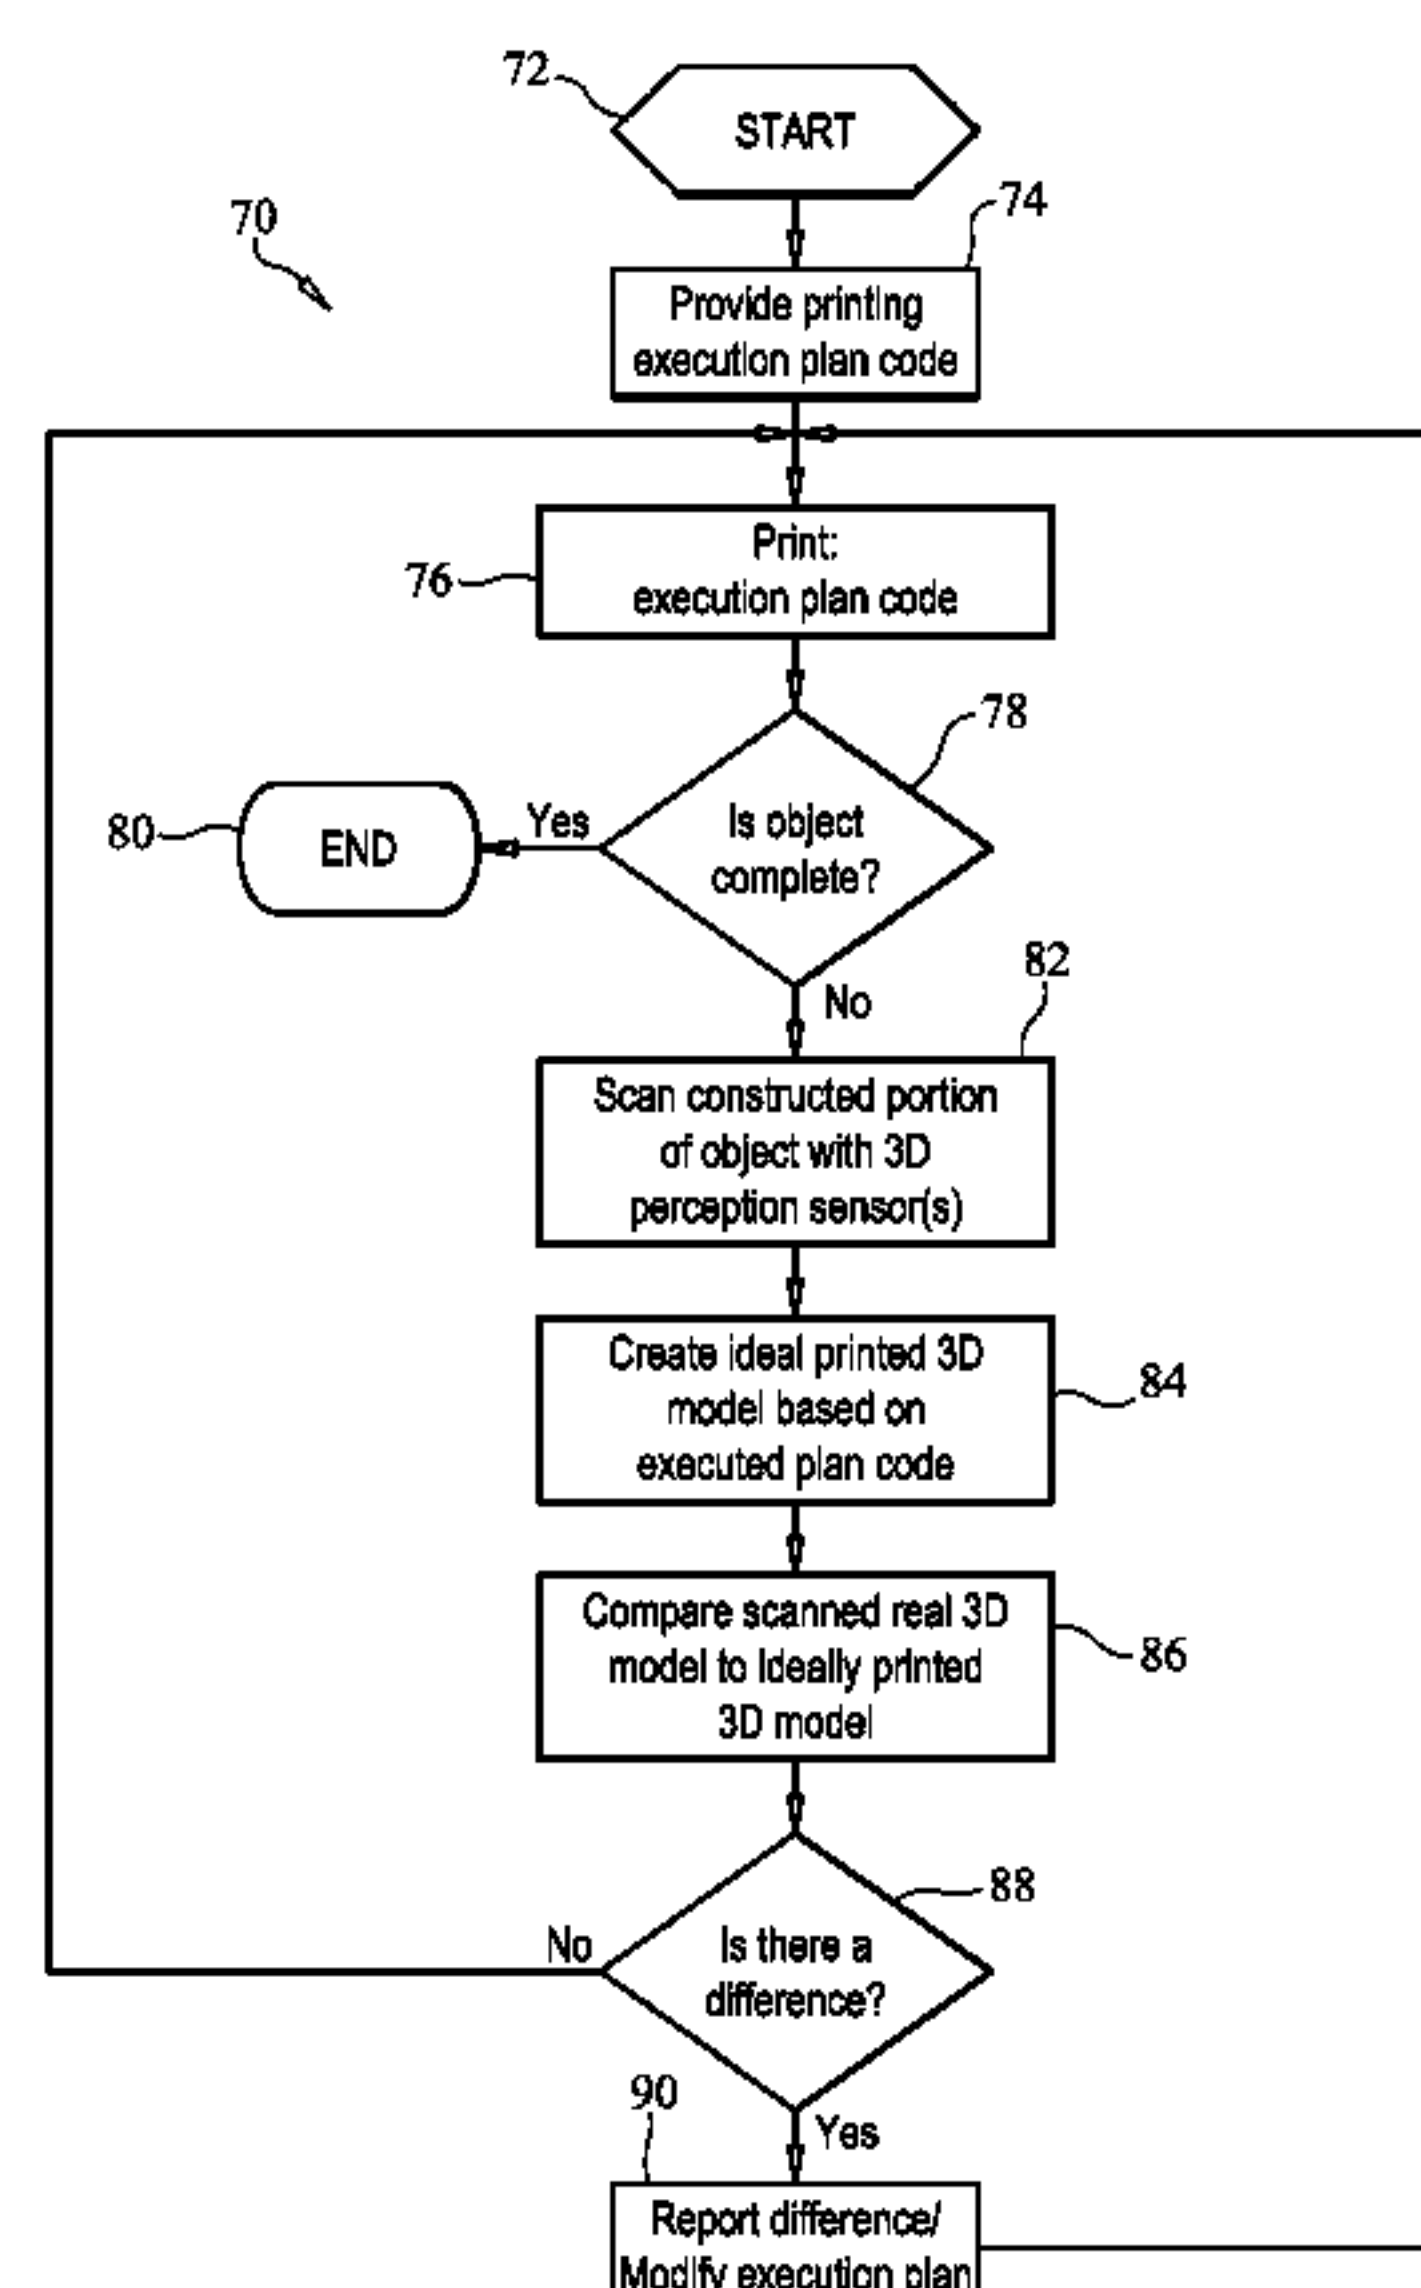 72
START
70
74
Provide printing
execution plan code
76
Print:
execution plan code
78
80
END
Yes
Is object
complete?
No
82
Scan constructed portion
of object with 3D
perception sensor(s)
Create ideal printed 3D
model based on
executed plan code
84
Compare scanned real 3D
model to ideally printed
3D model
86
88
No
Is there a
difference?
90
Yes
Report difference/
Modify execution plan